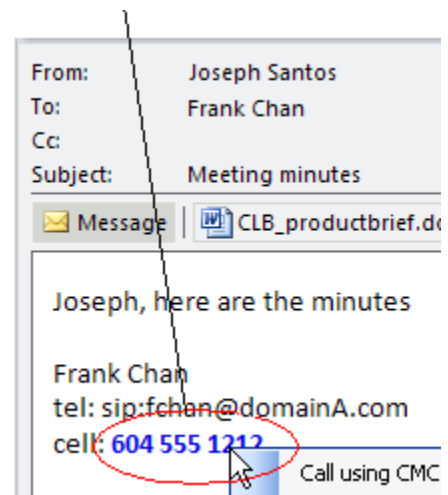 From: Joseph Santos
To: Frank Chan
Cc:
Subject: Meeting minutes
Message CLB_productbrief.do
Joseph, here are the minutes
Frank Chan
tel: sip:fchan@domainA.com
cell: 604 555 1212
Call using CMC